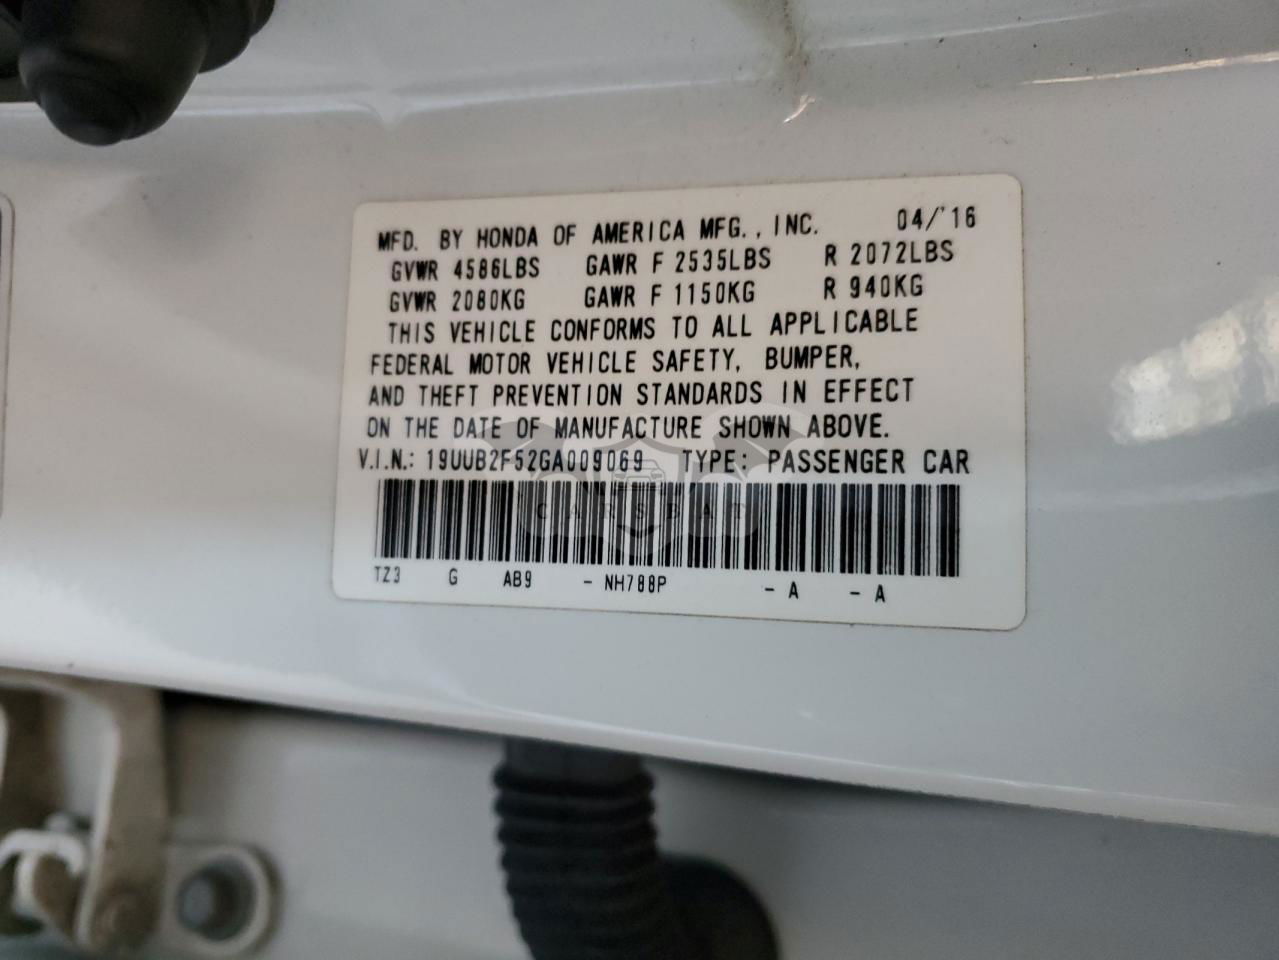 MFD. BY HONDA OF AMERICA MFG., INC. 04/'16
GVWR 4586LBS GAWR F 2535LBS R 2072LBS
GVWR 2080KG GAWR F 1150KG R 940KG
THIS VEHICLE CONFORMS TO ALL APPLICABLE
FEDERAL MOTOR VEHICLE SAFETY, BUMPER,
AND THEFT PREVENTION STANDARDS IN EFFECT
ON THE DATE OF MANUFACTURE SHOWN ABOVE.
V.I.N.: 19UUB2F52GA009069 TYPE: PASSENGER CAR
CARSBAT
TZ3 G AB9 - NH788P - A - A